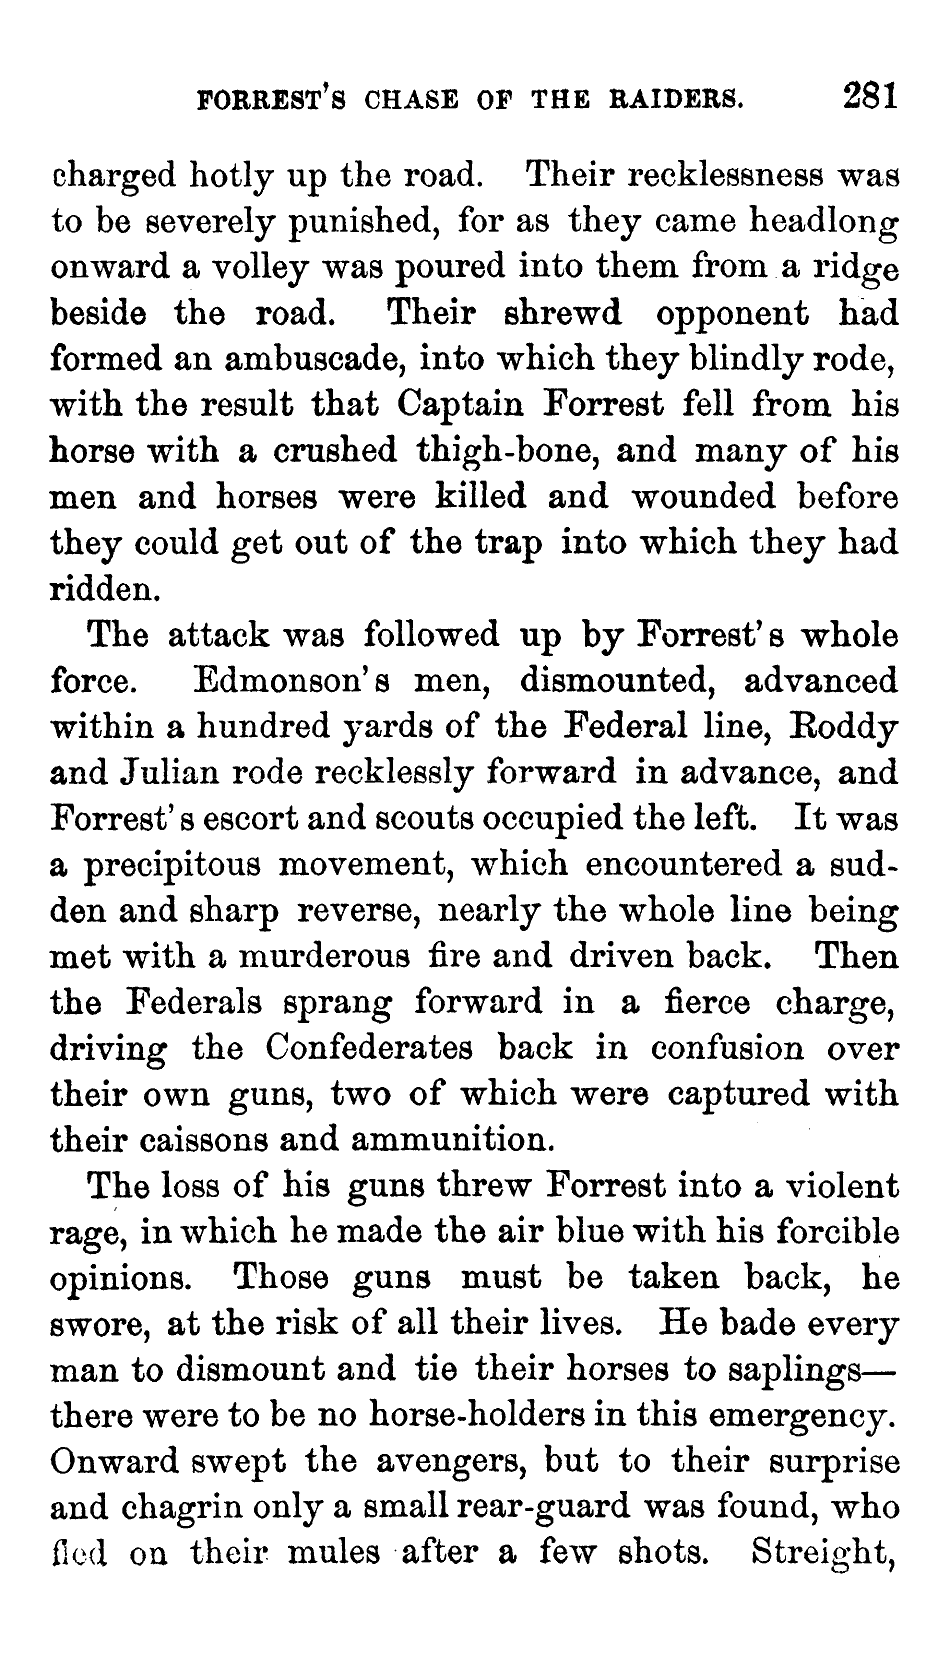 FORREST'S CHASE OF THE RAIDERS. 281
charged hotly up the road. Their recklessness was
to be severely punished, for as they came headlong
onward a volley was poured into them from a ridge
beside the road. Their shrewd opponent had
formed an ambuscade, into which they blindly rode,
with the result that Captain Forrest fell from his
horse with a crushed thigh-bone, and many of his
men and horses were killed and wounded before
they could get out of the trap into which they had
ridden.
The attack was followed up by Forrest's whole
force. Edmonson's men, dismounted, advanced
within a hundred yards of the Federal line, Roddy
and Julian rode recklessly forward in advance, and
Forrest's escort and scouts occupied the left. It was
a precipitous movement, which encountered a sud-
den and sharp reverse, nearly the whole line being
met with a murderous fire and driven back. Then
the Federals sprang forward in a fierce charge,
driving the Confederates back in confusion over
their own guns, two of which were captured with
their caissons and ammunition.
The loss of his guns threw Forrest into a violent
rage, in which he made the air blue with his forcible
opinions. Those guns must be taken back, he
swore, at the risk of all their lives. He bade every
man to dismount and tie their horses to saplings—
there were to be no horse-holders in this emergency.
Onward swept the avengers, but to their surprise
and chagrin only a small rear-guard was found, who
fled on their mules after a few shots. Streight,